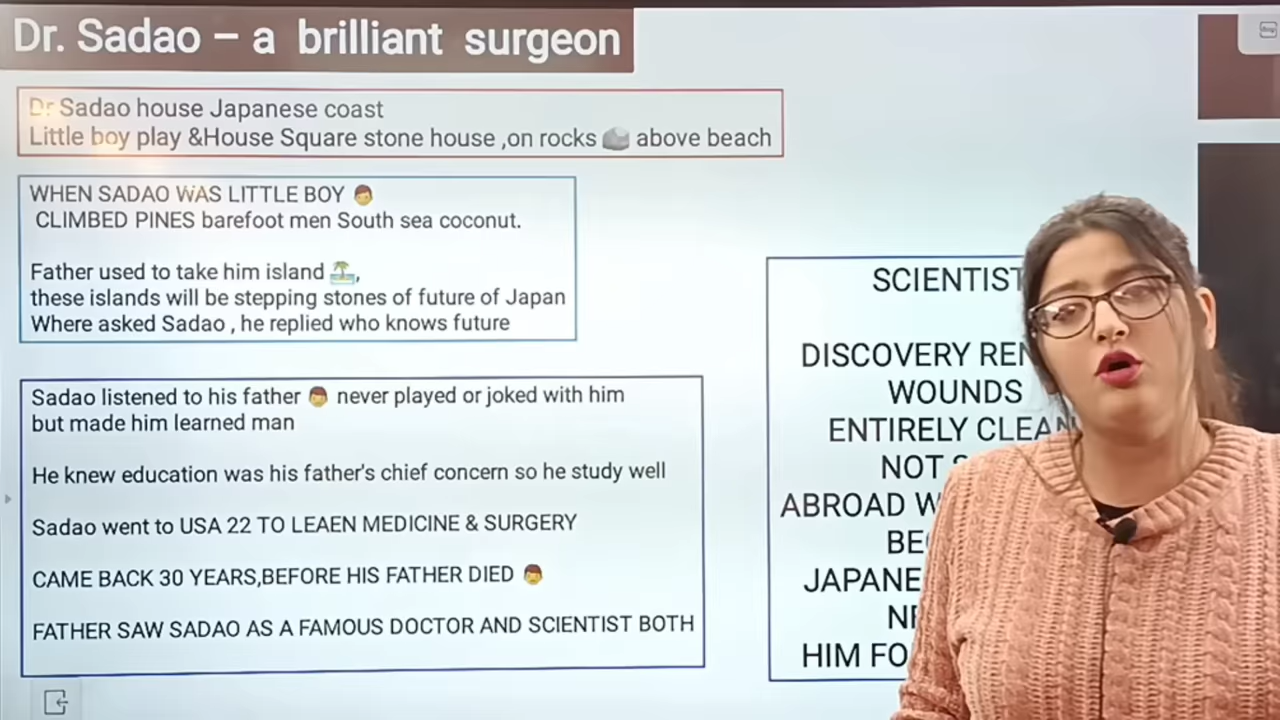 Dr. Sadao – a brilliant surgeon
Dr Sadao house Japanese coast
Little boy play &House Square stone house ,on rocks above beach
WHEN SADAO WAS LITTLE BOY
CLIMBED PINES barefoot men South sea coconut.
Father used to take him island ,
these islands will be stepping stones of future of Japan
Where asked Sadao , he replied who knows future
Sadao listened to his father never played or joked with him
but made him learned man
He knew education was his father's chief concern so he study well
Sadao went to USA 22 TO LEAEN MEDICINE & SURGERY
CAME BACK 30 YEARS,BEFORE HIS FATHER DIED
FATHER SAW SADAO AS A FAMOUS DOCTOR AND SCIENTIST BOTH
SCIENTIST
DISCOVERY
WOUNDS
ENTIRELY CLEAN
NOT
ABROAD
HIM